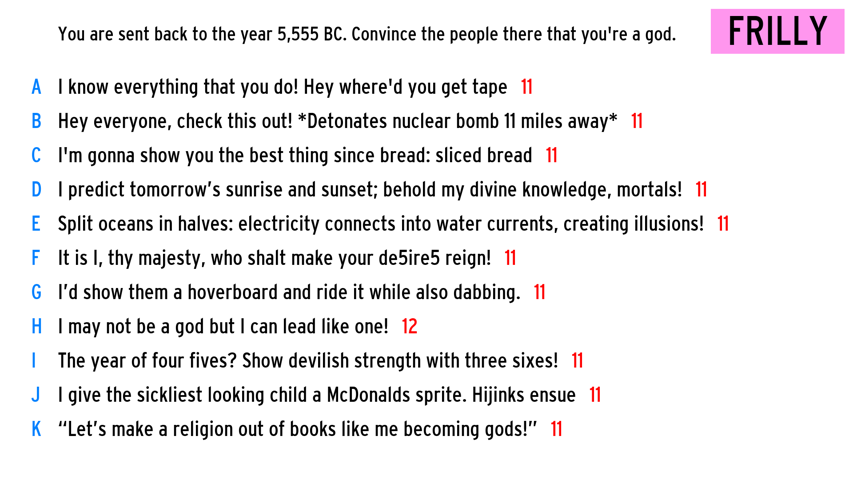 You are sent back to the year 5,555 BC. Convince the people there that you're a god.
FRILLY
A I know everything that you do! Hey where'd you get tape 11
B Hey everyone, check this out! *Detonates nuclear bomb 11 miles away* 11
C I'm gonna show you the best thing since bread: sliced bread 11
D I predict tomorrow’s sunrise and sunset; behold my divine knowledge, mortals! 11
E Split oceans in halves: electricity connects into water currents, creating illusions! 11
F It is I, thy majesty, who shalt make your de5ire5 reign! 11
G I’d show them a hoverboard and ride it while also dabbing. 11
H I may not be a god but I can lead like one! 12
I The year of four fives? Show devilish strength with three sixes! 11
J I give the sickliest looking child a McDonalds sprite. Hijinks ensue 11
K “Let’s make a religion out of books like me becoming gods!” 11